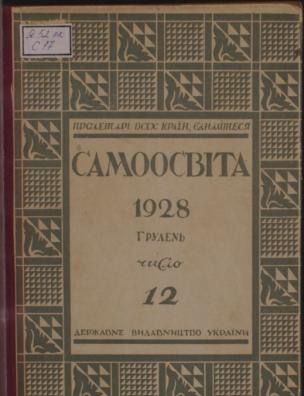 Пролетарі всіх країн, єднайтеся
САМООСВІТА
1928
Грудень
число
12
ДЕРЖАВНЕ ВИДАВНИЦТВО УКРАЇНИ